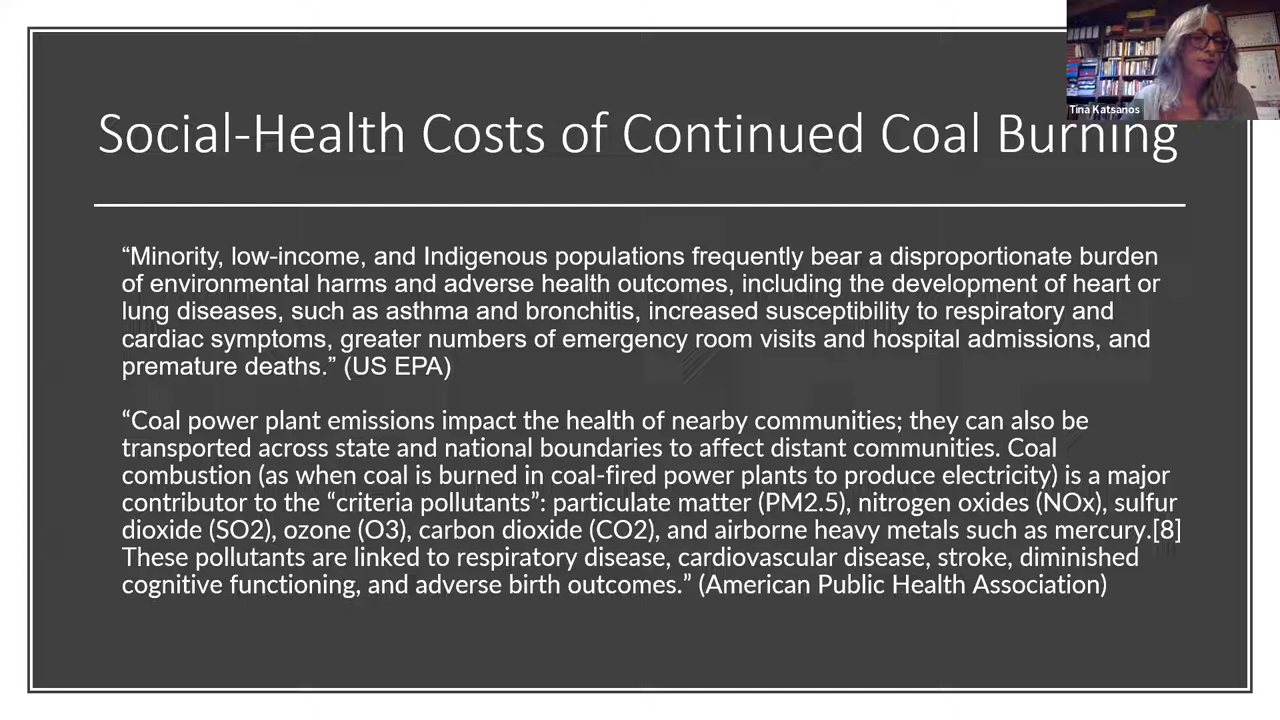 Tina Katsanos
Social-Health Costs of Continued Coal Burning
“Minority, low-income, and Indigenous populations frequently bear a disproportionate burden
of environmental harms and adverse health outcomes, including the development of heart or
lung diseases, such as asthma and bronchitis, increased susceptibility to respiratory and
cardiac symptoms, greater numbers of emergency room visits and hospital admissions, and
premature deaths.” (US EPA)
“Coal power plant emissions impact the health of nearby communities; they can also be
transported across state and national boundaries to affect distant communities. Coal
combustion (as when coal is burned in coal-fired power plants to produce electricity) is a major
contributor to the “criteria pollutants”: particulate matter (PM2.5), nitrogen oxides (NOx), sulfur
dioxide (SO2), ozone (O3), carbon dioxide (CO2), and airborne heavy metals such as mercury.[8]
These pollutants are linked to respiratory disease, cardiovascular disease, stroke, diminished
cognitive functioning, and adverse birth outcomes.” (American Public Health Association)